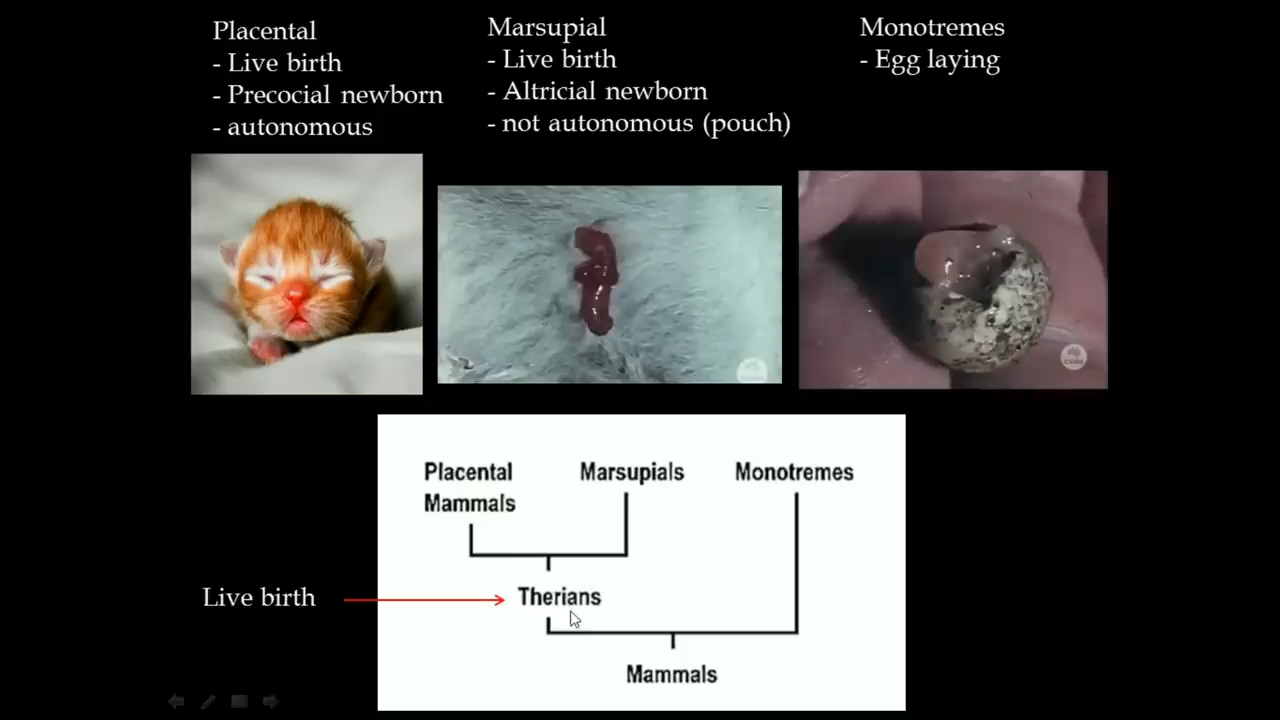 Placental
- Live birth
- Precocial newborn
- autonomous
Marsupial
- Live birth
- Altricial newborn
- not autonomous (pouch)
Monotremes
- Egg laying
Placental
Mammals
Marsupials
Monotremes
Live birth
Therians
Mammals